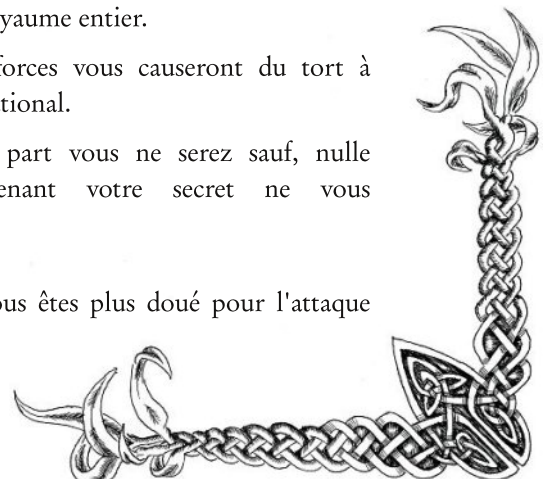 yaume entier.
forces vous causeront du tort à
tional.
part vous ne serez sauf, nulle
enant votre secret ne vous
ous êtes plus doué pour l'attaque